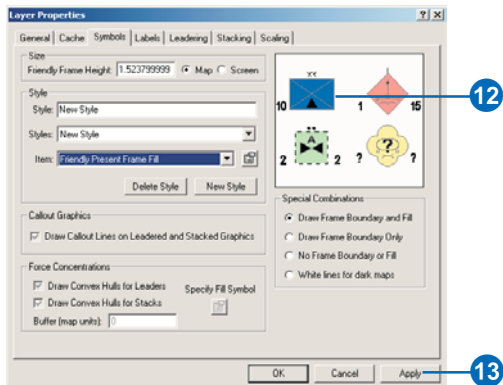 Layer Properties
General Cache Symbols Labels Leadering Stacking Scaling
Size
Friendly Frame Height: 1.523799999 Map Screen
Style
Style: New Style
Styles: New Style
Item: Friendly Present Frame Fill
Delete Style New Style
Callout Graphics
Draw Callout Lines on Leadered and Stacked Graphics
Force Concentrations
Draw Convex Hulls for Leaders
Draw Convex Hulls for Stacks
Specify Fill Symbol
Buffer (map units): 0
XX
10
1 15
A
2 2
? ? ?
Special Combinations
Draw Frame Boundary and Fill
Draw Frame Boundary Only
No Frame Boundary or Fill
White lines for dark maps
OK Cancel Apply
12
13